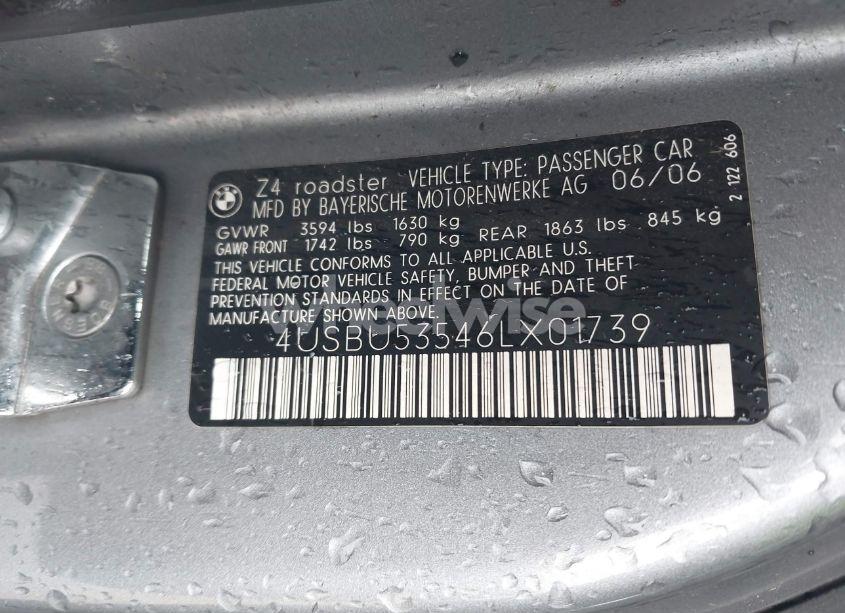 Z4 roadster VEHICLE TYPE: PASSENGER CAR
MFD BY BAYERISCHE MOTORENWERKE AG 06/06
GVWR 3594 lbs 1630 kg
GAWR FRONT 1742 lbs 790 kg REAR 1863 lbs 845 kg
THIS VEHICLE CONFORMS TO ALL APPLICABLE U.S.
FEDERAL MOTOR VEHICLE SAFETY, BUMPER AND THEFT
PREVENTION STANDARDS IN EFFECT ON THE DATE OF
MANUFACTURE SHOWN ABOVE.
4USBU53546LX01739
2 122 606
wreckwise